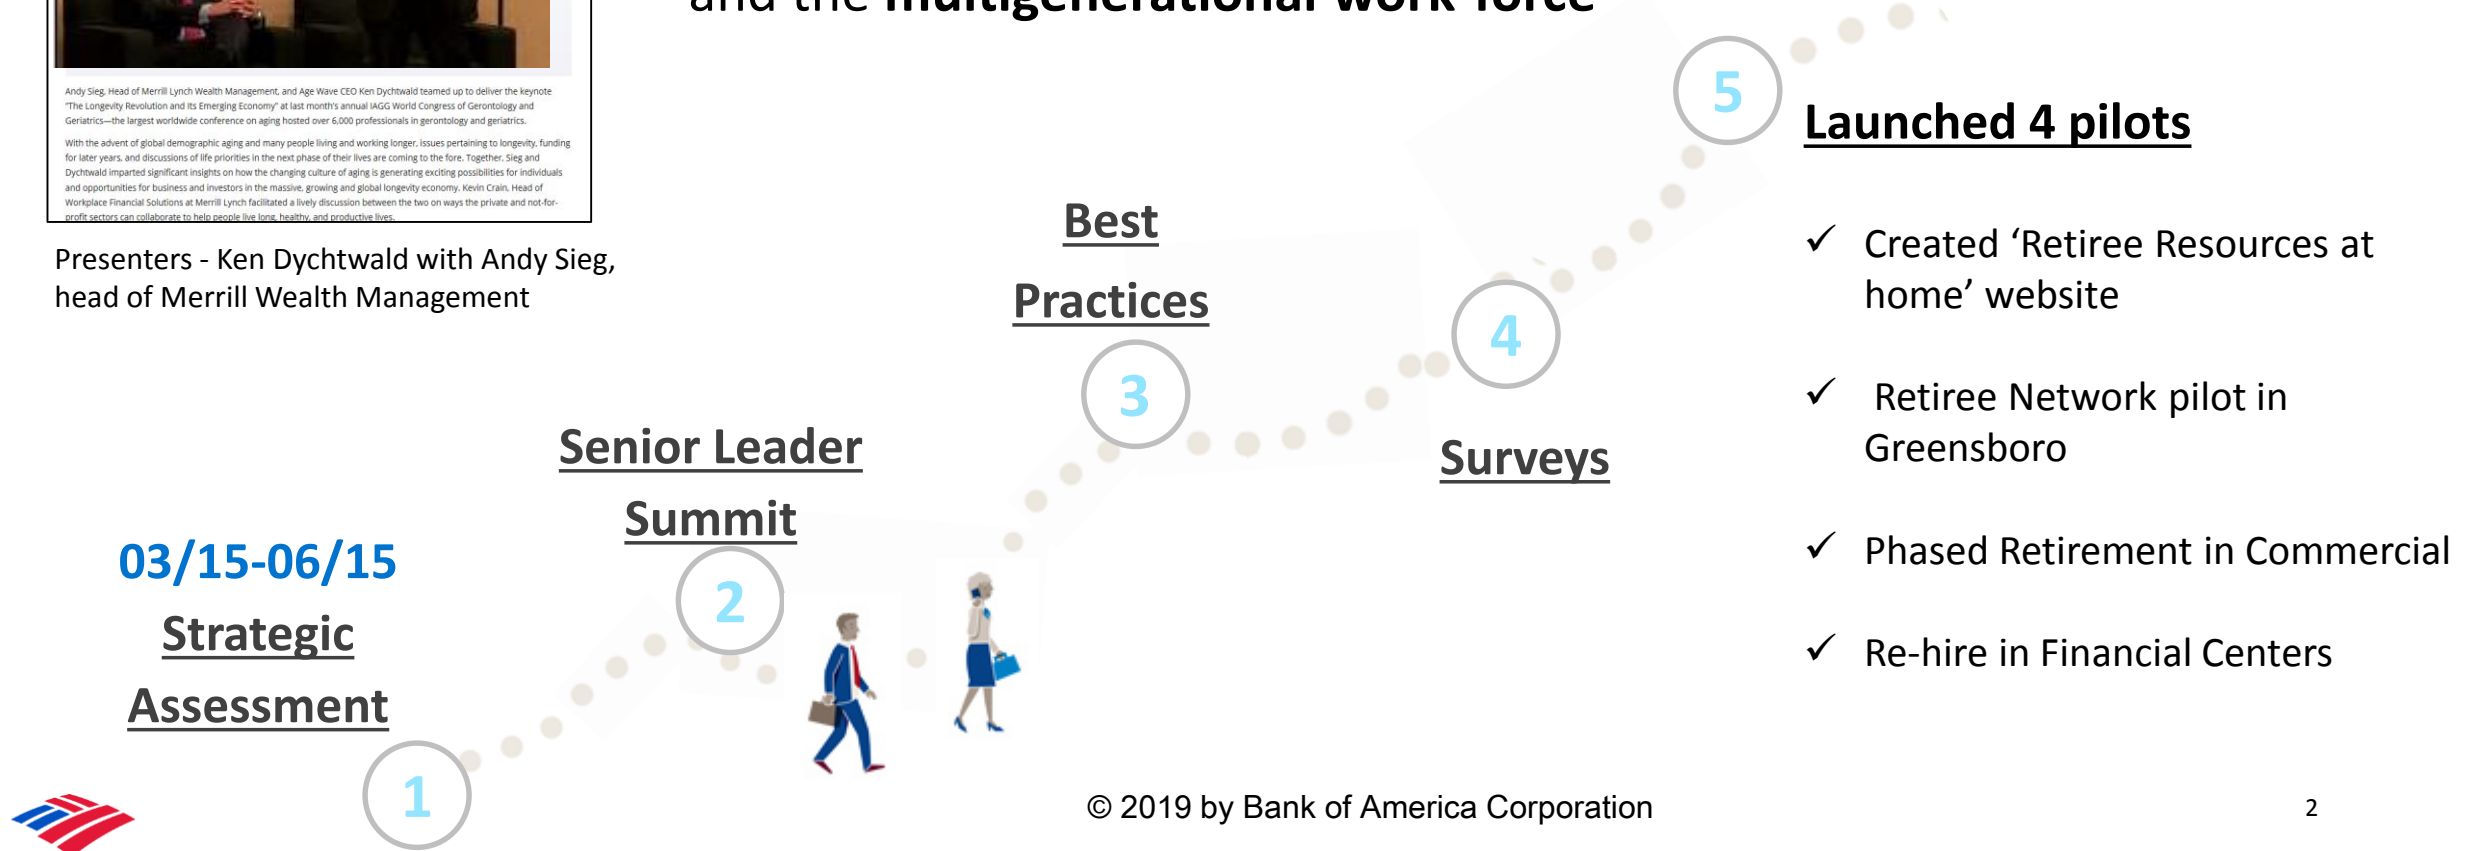 and the multigenerational work force
Andy Sieg, Head of Merrill Lynch Wealth Management, and Age Wave CEO Ken Dychtwald teamed up to deliver the keynote
"The Longevity Revolution and Its Emerging Economy" at last month's annual IAGG World Congress of Gerontology and
Geriatrics—the largest worldwide conference on aging hosted over 6,000 professionals in gerontology and geriatrics.
With the advent of global demographic aging and many people living and working longer, issues pertaining to longevity, funding
for later years, and discussions of life priorities in the next phase of their lives are coming to the fore. Together, Sieg and
Dychtwald imparted significant insights on how the changing culture of aging is generating exciting possibilities for individuals
and opportunities for business and investors in the massive, growing and global longevity economy. Kevin Crain, Head of
Workplace Financial Solutions at Merrill Lynch facilitated a lively discussion between the two on ways the private and not-for-
profit sectors can collaborate to help people live long, healthy, and productive lives.
Presenters - Ken Dychtwald with Andy Sieg,
head of Merrill Wealth Management
03/15-06/15
Strategic
Assessment
1
Senior Leader
Summit
2
Best
Practices
3
4
Surveys
5
Launched 4 pilots
✓ Created ‘Retiree Resources at
home’ website
✓ Retiree Network pilot in
Greensboro
✓ Phased Retirement in Commercial
✓ Re-hire in Financial Centers
© 2019 by Bank of America Corporation
2